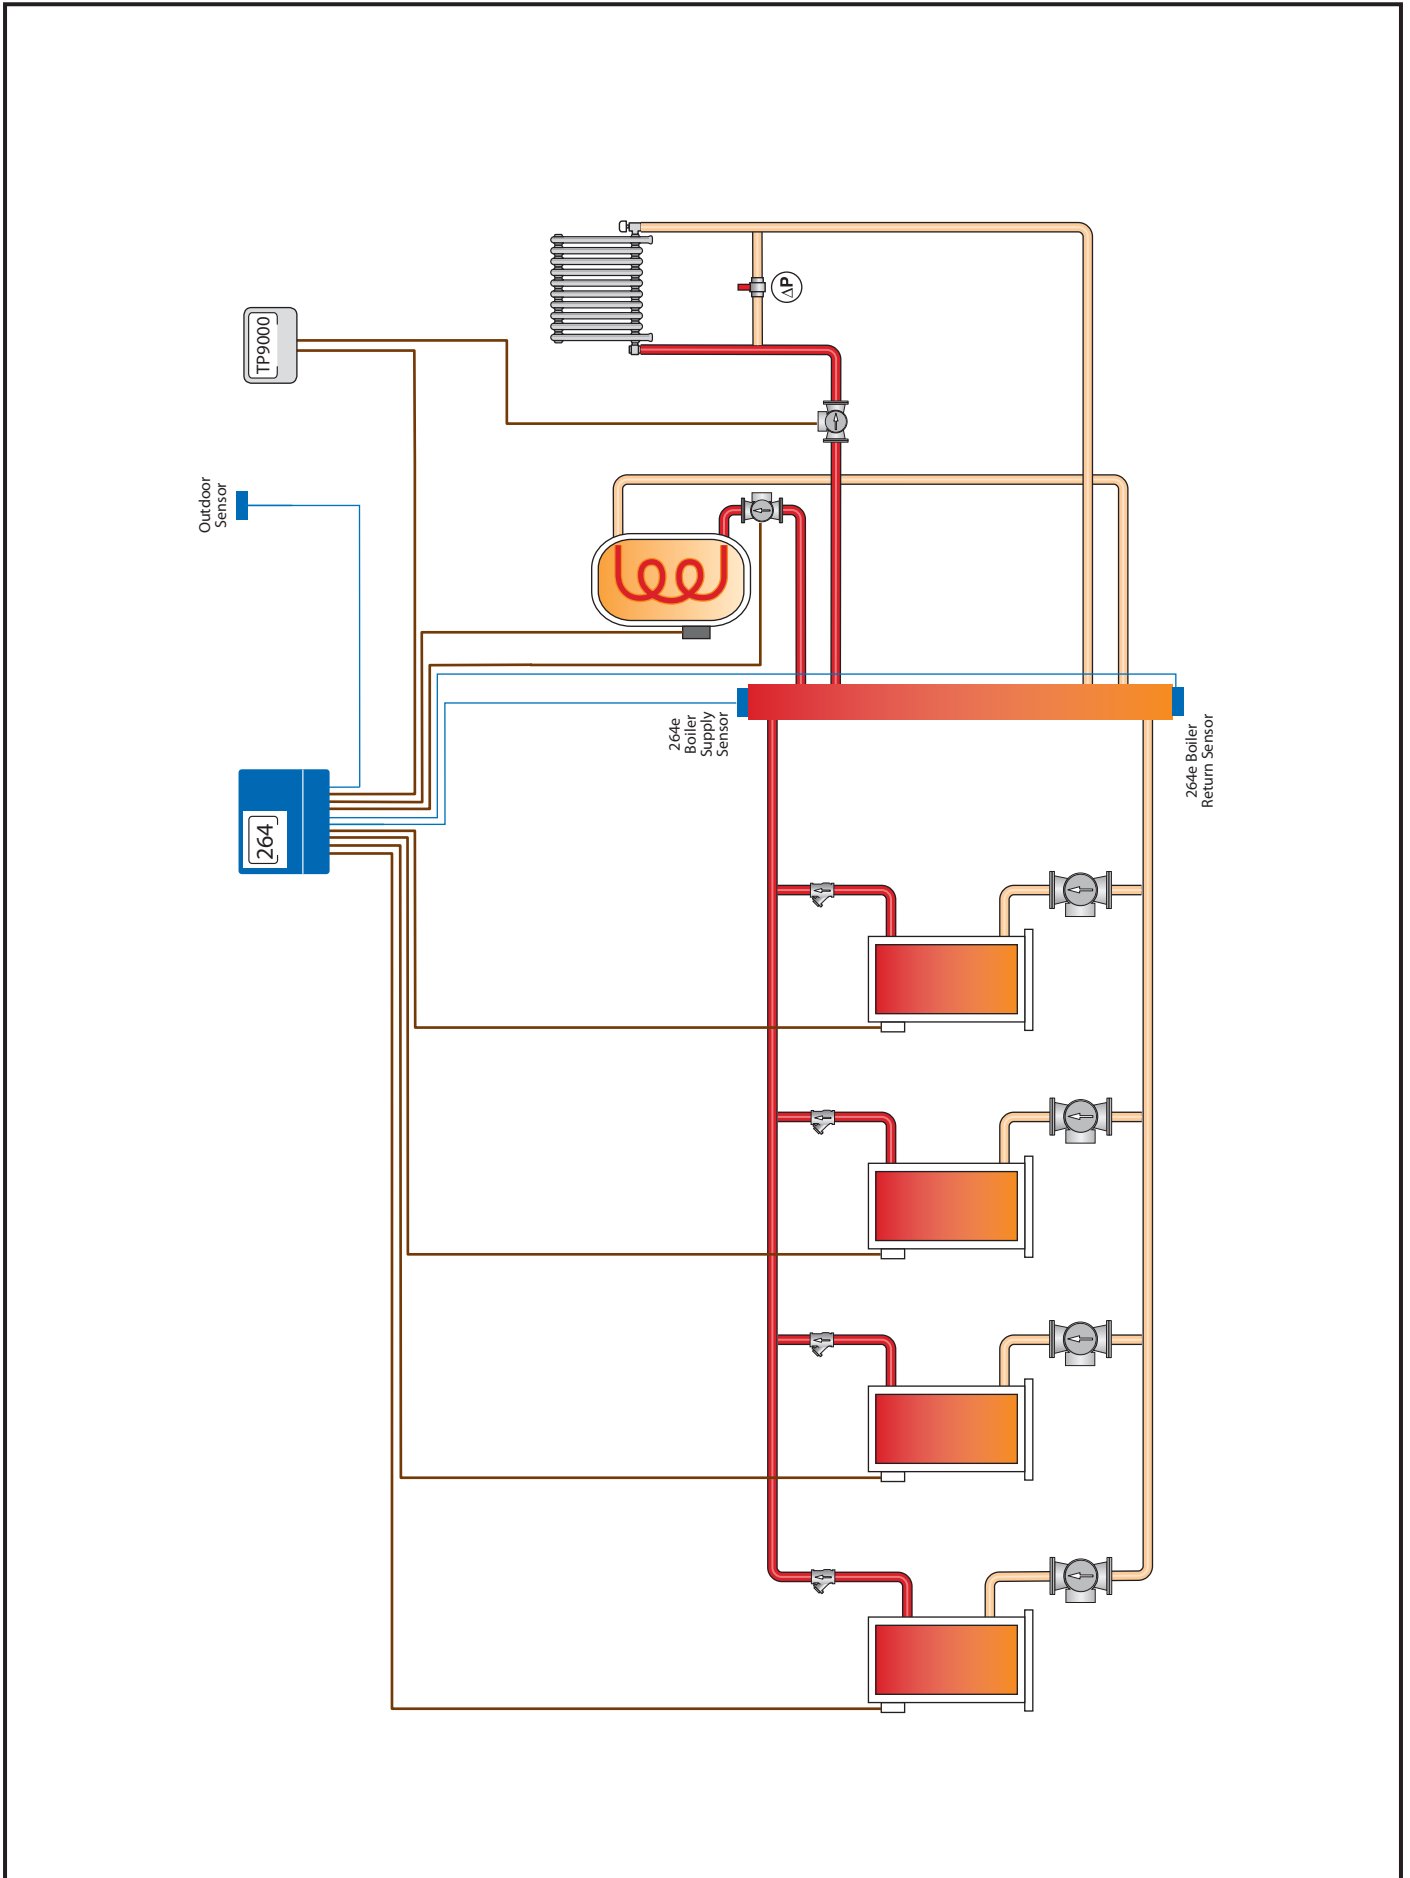 264
Outdoor
Sensor
TP9000
264e
Boiler
Supply
Sensor
ΔP
264e Boiler
Return Sensor